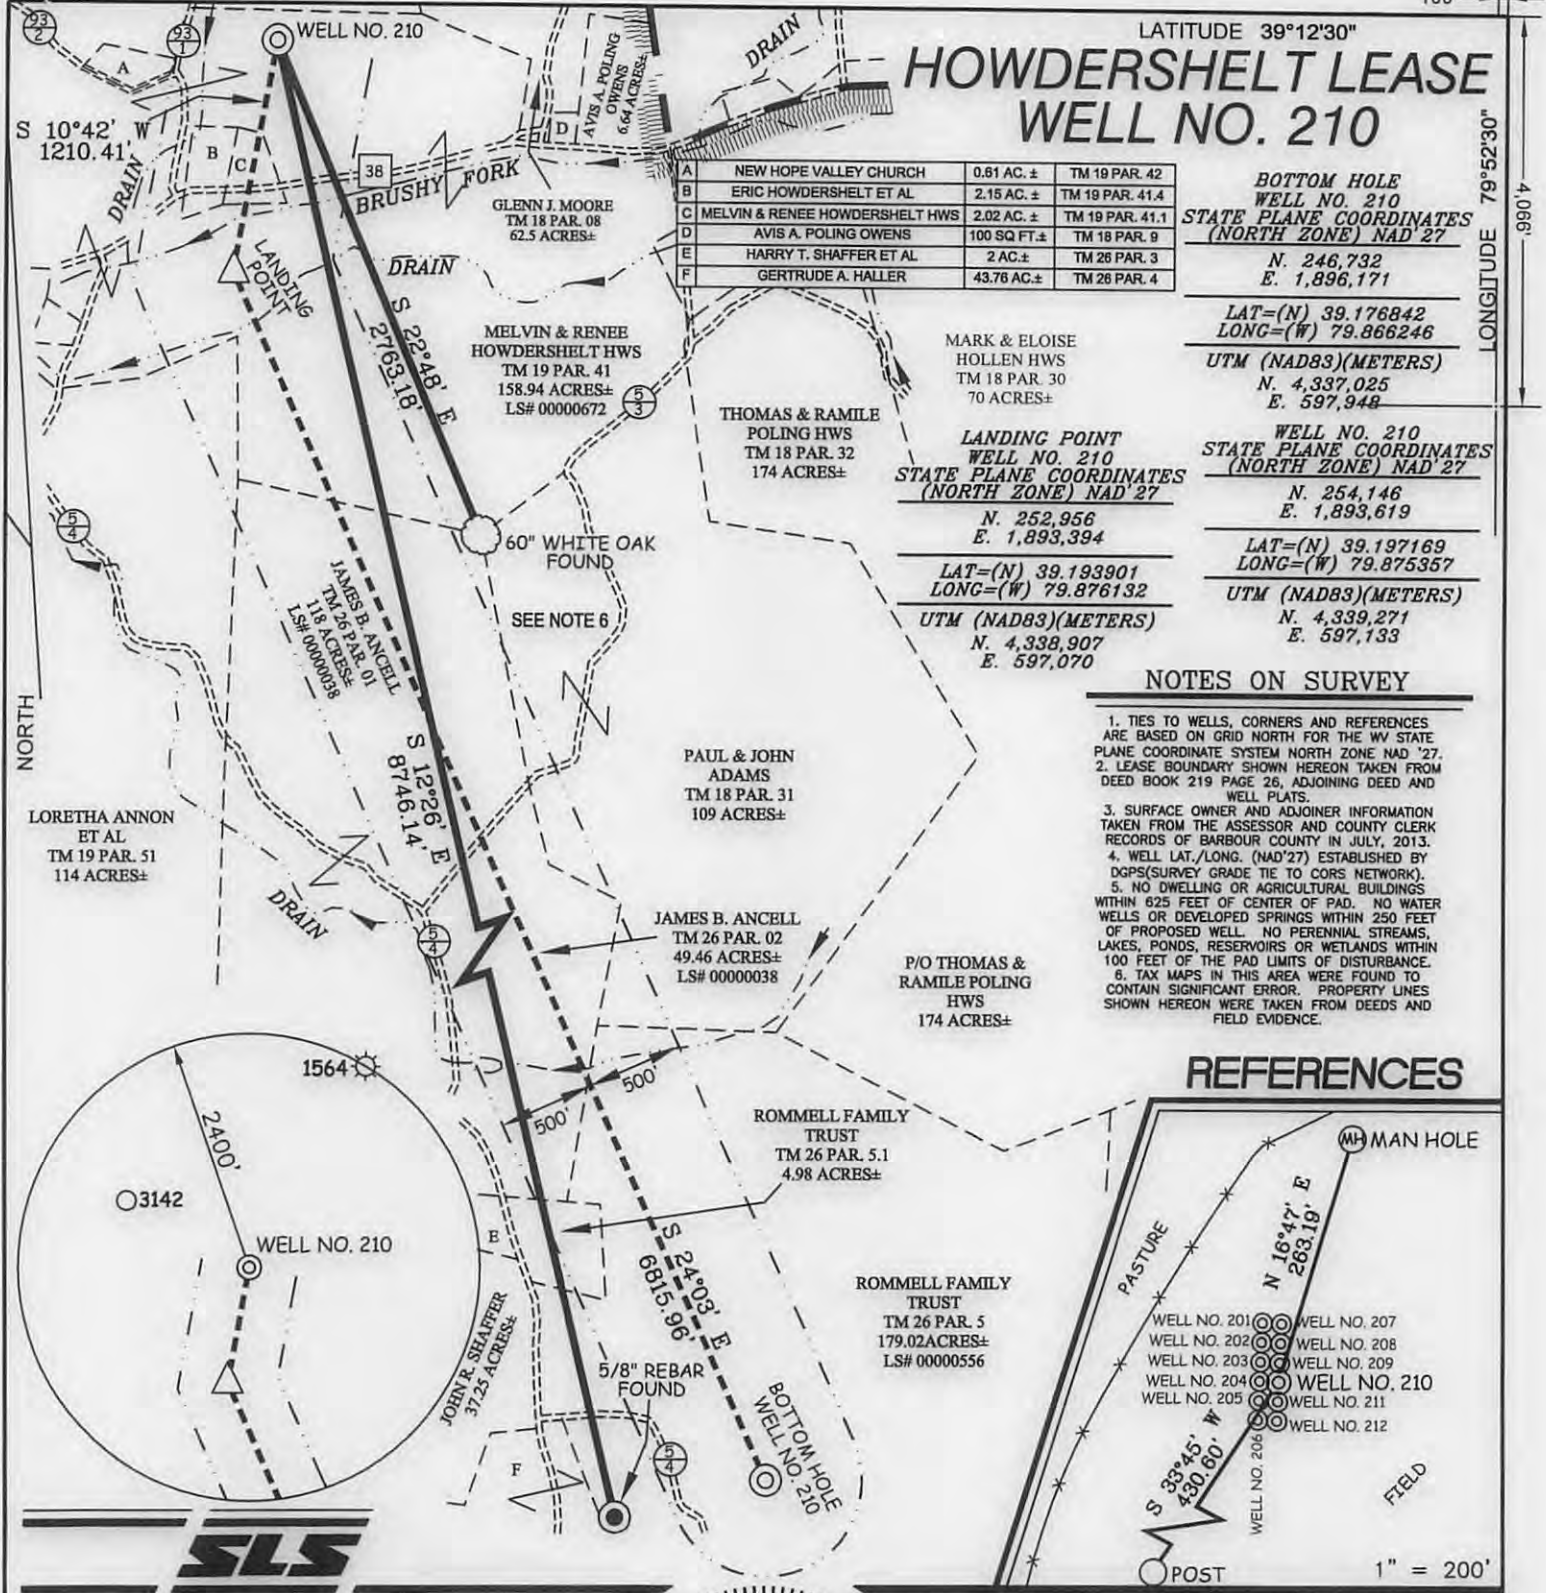 LATITUDE 39°12'30"
HOWDERSHELT LEASE
WELL NO. 210
LONGITUDE 79°52'30"
4,066'
93
2
93
1
WELL NO. 210
A
S 10°42' W
1210.41'
DRAIN
B
C
38
BRUSHY FORK
D
AVIS A. POLING
OWENS
6.64 ACRES±
DRAIN
GLENN J. MOORE
TM 18 PAR. 08
62.5 ACRES±
A NEW HOPE VALLEY CHURCH 0.61 AC. ± TM 19 PAR. 42
B ERIC HOWDERSHELT ET AL 2.15 AC. ± TM 19 PAR. 41.4
C MELVIN & RENEE HOWDERSHELT HWS 2.02 AC. ± TM 19 PAR. 41.1
D AVIS A. POLING OWENS 100 SQ FT.± TM 18 PAR. 9
E HARRY T. SHAFFER ET AL 2 AC.± TM 26 PAR. 3
F GERTRUDE A. HALLER 43.76 AC.± TM 26 PAR. 4
BOTTOM HOLE
WELL NO. 210
STATE PLANE COORDINATES
(NORTH ZONE) NAD'27
N. 246,732
E. 1,896,171
LAT=(N) 39.176842
LONG=(W) 79.866246
UTM (NAD83)(METERS)
N. 4,337,025
E. 597,948
LANDING
POINT
DRAIN
S 22°48' E
2763.18'
MELVIN & RENEE
HOWDERSHELT HWS
TM 19 PAR. 41
158.94 ACRES±
LS# 00000672
5
3
THOMAS & RAMILE
POLING HWS
TM 18 PAR. 32
174 ACRES±
MARK & ELOISE
HOLLEN HWS
TM 18 PAR. 30
70 ACRES±
LANDING POINT
WELL NO. 210
STATE PLANE COORDINATES
(NORTH ZONE) NAD'27
N. 252,956
E. 1,893,394
LAT=(N) 39.193901
LONG=(W) 79.876132
UTM (NAD83)(METERS)
N. 4,338,907
E. 597,070
WELL NO. 210
STATE PLANE COORDINATES
(NORTH ZONE) NAD'27
N. 254,146
E. 1,893,619
LAT=(N) 39.197169
LONG=(W) 79.875357
UTM (NAD83)(METERS)
N. 4,339,271
E. 597,133
5
4
60" WHITE OAK
FOUND
SEE NOTE 6
JAMES B. ANCELL
TM 26 PAR. 01
118 ACRES±
LS# 00000038
NORTH
NOTES ON SURVEY
1. TIES TO WELLS, CORNERS AND REFERENCES
ARE BASED ON GRID NORTH FOR THE WV STATE
PLANE COORDINATE SYSTEM NORTH ZONE NAD '27.
2. LEASE BOUNDARY SHOWN HEREON TAKEN FROM
DEED BOOK 219 PAGE 26, ADJOINING DEED AND
WELL PLATS.
3. SURFACE OWNER AND ADJOINER INFORMATION
TAKEN FROM THE ASSESSOR AND COUNTY CLERK
RECORDS OF BARBOUR COUNTY IN JULY, 2013.
4. WELL LAT./LONG. (NAD'27) ESTABLISHED BY
DGPS(SURVEY GRADE TIE TO CORS NETWORK).
5. NO DWELLING OR AGRICULTURAL BUILDINGS
WITHIN 625 FEET OF CENTER OF PAD. NO WATER
WELLS OR DEVELOPED SPRINGS WITHIN 250 FEET
OF PROPOSED WELL. NO PERENNIAL STREAMS,
LAKES, PONDS, RESERVOIRS OR WETLANDS WITHIN
100 FEET OF THE PAD LIMITS OF DISTURBANCE.
6. TAX MAPS IN THIS AREA WERE FOUND TO
CONTAIN SIGNIFICANT ERROR. PROPERTY LINES
SHOWN HEREON WERE TAKEN FROM DEEDS AND
FIELD EVIDENCE.
S 12°26' E
8746.14'
PAUL & JOHN
ADAMS
TM 18 PAR. 31
109 ACRES±
LORETHA ANNON
ET AL
TM 19 PAR. 51
114 ACRES±
DRAIN
5
4
JAMES B. ANCELL
TM 26 PAR. 02
49.46 ACRES±
LS# 00000038
P/O THOMAS &
RAMILE POLING
HWS
174 ACRES±
1564
2400'
3142
WELL NO. 210
500'
500'
ROMMELL FAMILY
TRUST
TM 26 PAR. 5.1
4.98 ACRES±
E
S 24°03' E
6815.96'
ROMMELL FAMILY
TRUST
TM 26 PAR. 5
179.02ACRES±
LS# 00000556
JOHN R. SHAFFER
37.25 ACRES±
5/8" REBAR
FOUND
F
5
4
BOTTOM HOLE
WELL NO. 210
SLS
REFERENCES
MH MAN HOLE
N 16°47' E
263.19'
PASTURE
WELL NO. 201 WELL NO. 207
WELL NO. 202 WELL NO. 208
WELL NO. 203 WELL NO. 209
WELL NO. 204 WELL NO. 210
WELL NO. 205 WELL NO. 211
WELL NO. 206 WELL NO. 212
S 33°45' W
430.60'
FIELD
POST
1" = 200'